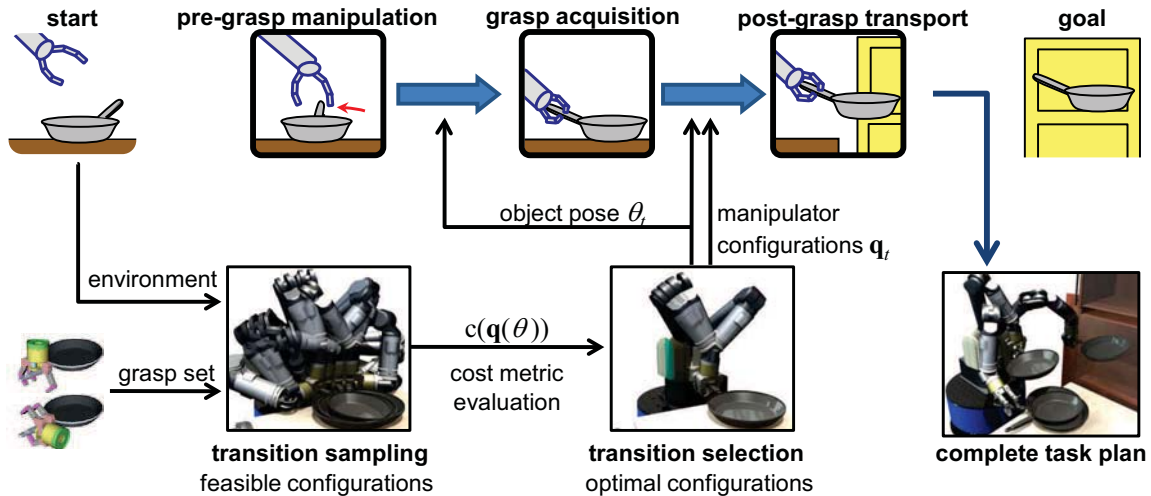 start
pre-grasp manipulation
grasp acquisition
post-grasp transport
goal
object pose θₜ
manipulator
configurations qₜ
environment
grasp set
c(q(θ))
cost metric
evaluation
transition sampling
feasible configurations
transition selection
optimal configurations
complete task plan